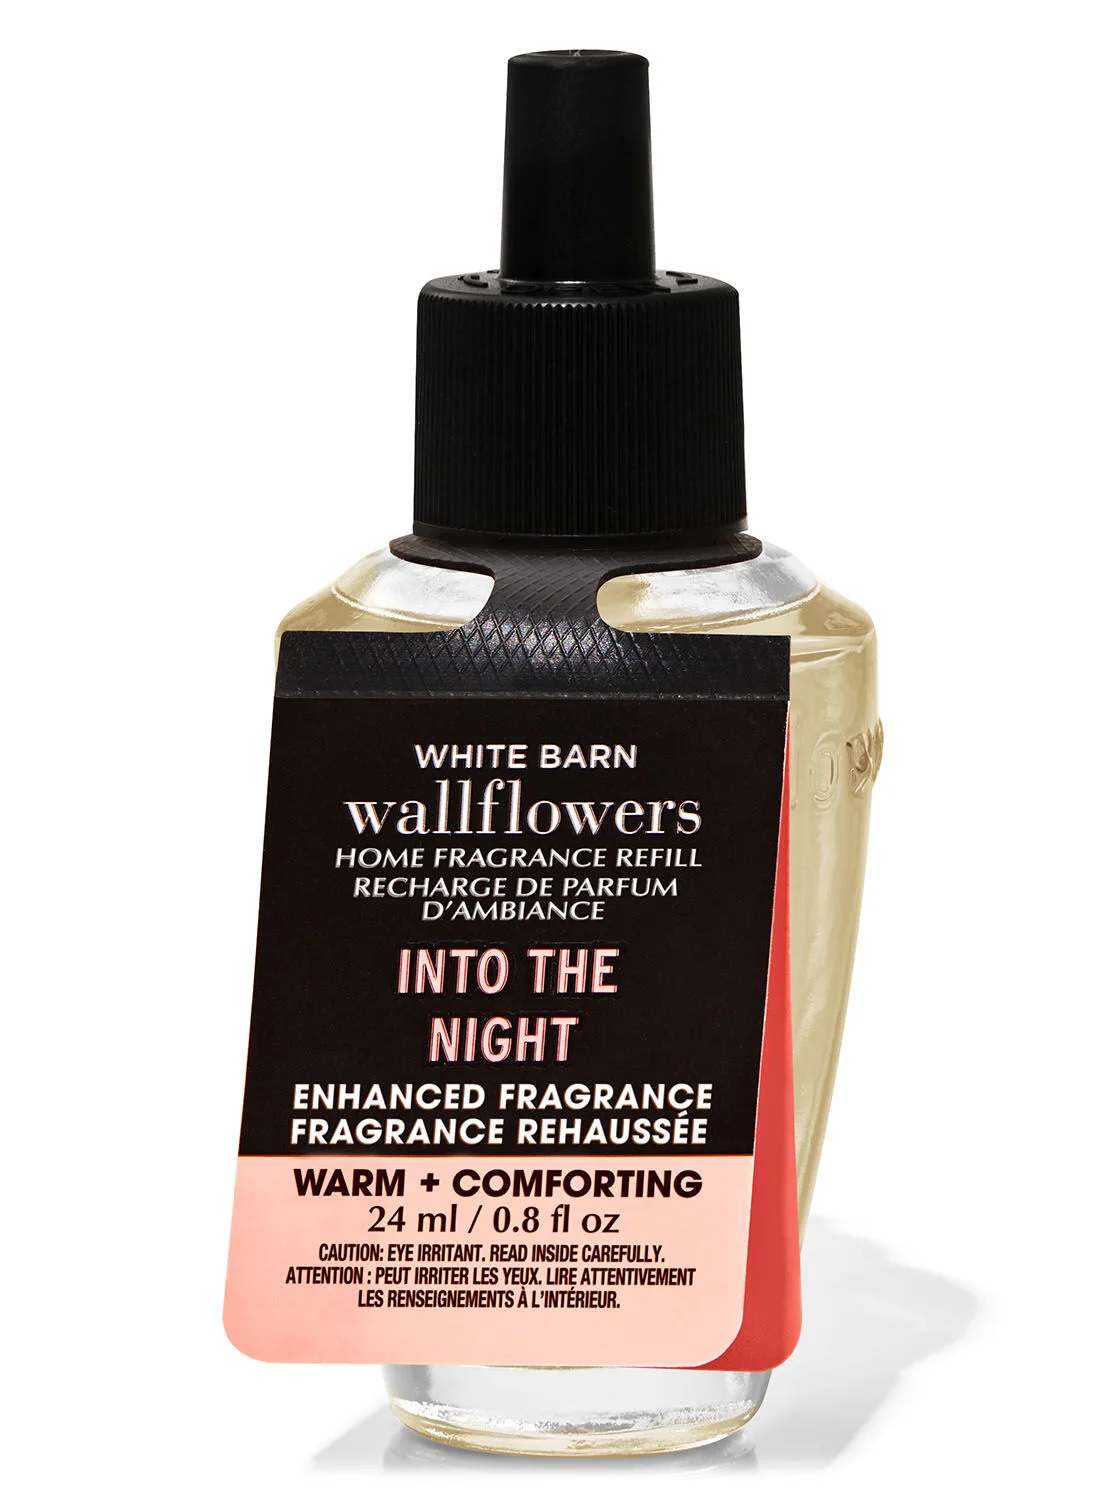 WHITE BARN
wallflowers
HOME FRAGRANCE REFILL
RECHARGE DE PARFUM
D'AMBIANCE
INTO THE
NIGHT
ENHANCED FRAGRANCE
FRAGRANCE REHAUSSÉE
WARM + COMFORTING
24 ml / 0.8 fl oz
CAUTION: EYE IRRITANT. READ INSIDE CAREFULLY.
ATTENTION : PEUT IRRITER LES YEUX. LIRE ATTENTIVEMENT
LES RENSEIGNEMENTS À L'INTÉRIEUR.